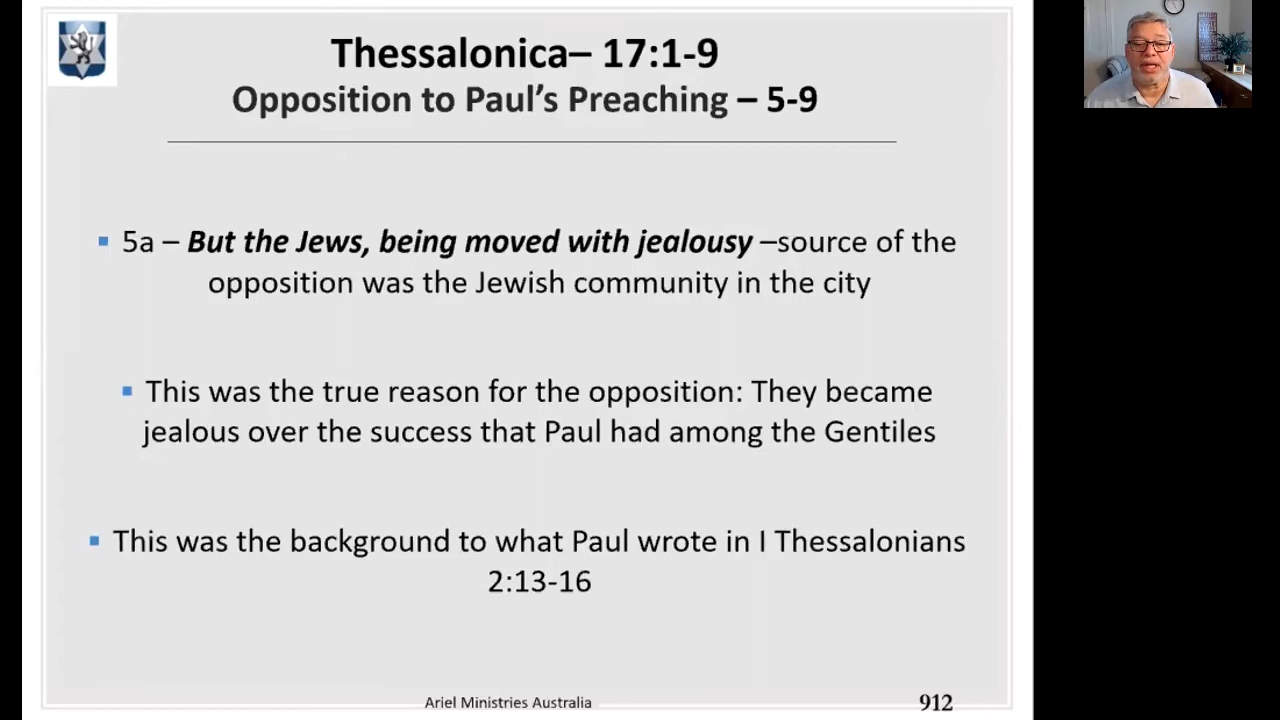 Thessalonica– 17:1-9
Opposition to Paul's Preaching – 5-9
5a – But the Jews, being moved with jealousy –source of the
opposition was the Jewish community in the city
This was the true reason for the opposition: They became
jealous over the success that Paul had among the Gentiles
This was the background to what Paul wrote in I Thessalonians
2:13-16
Ariel Ministries Australia
912